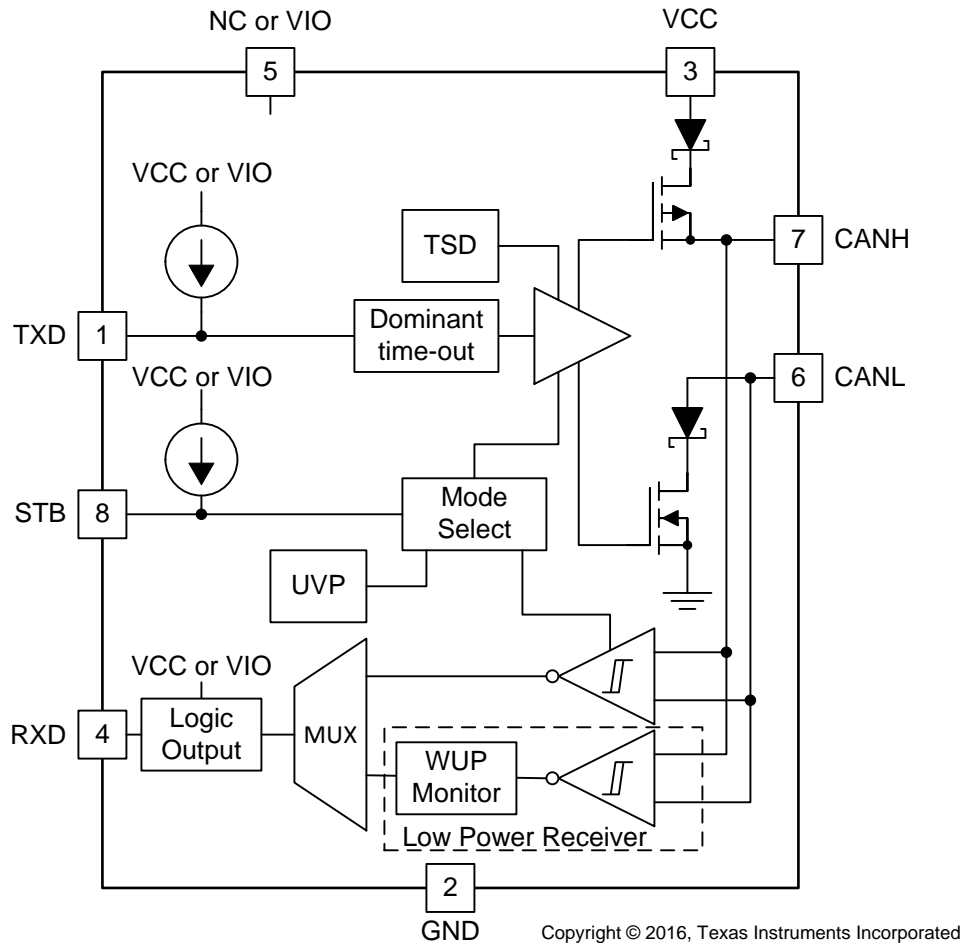 NC or VIO
VCC
5
3
VCC or VIO
TSD
7
CANH
TXD
1
Dominant
time-out
VCC or VIO
6
CANL
STB
8
Mode
Select
UVP
VCC or VIO
RXD
4
Logic
Output
MUX
WUP
Monitor
Low Power Receiver
2
GND
Copyright © 2016, Texas Instruments Incorporated